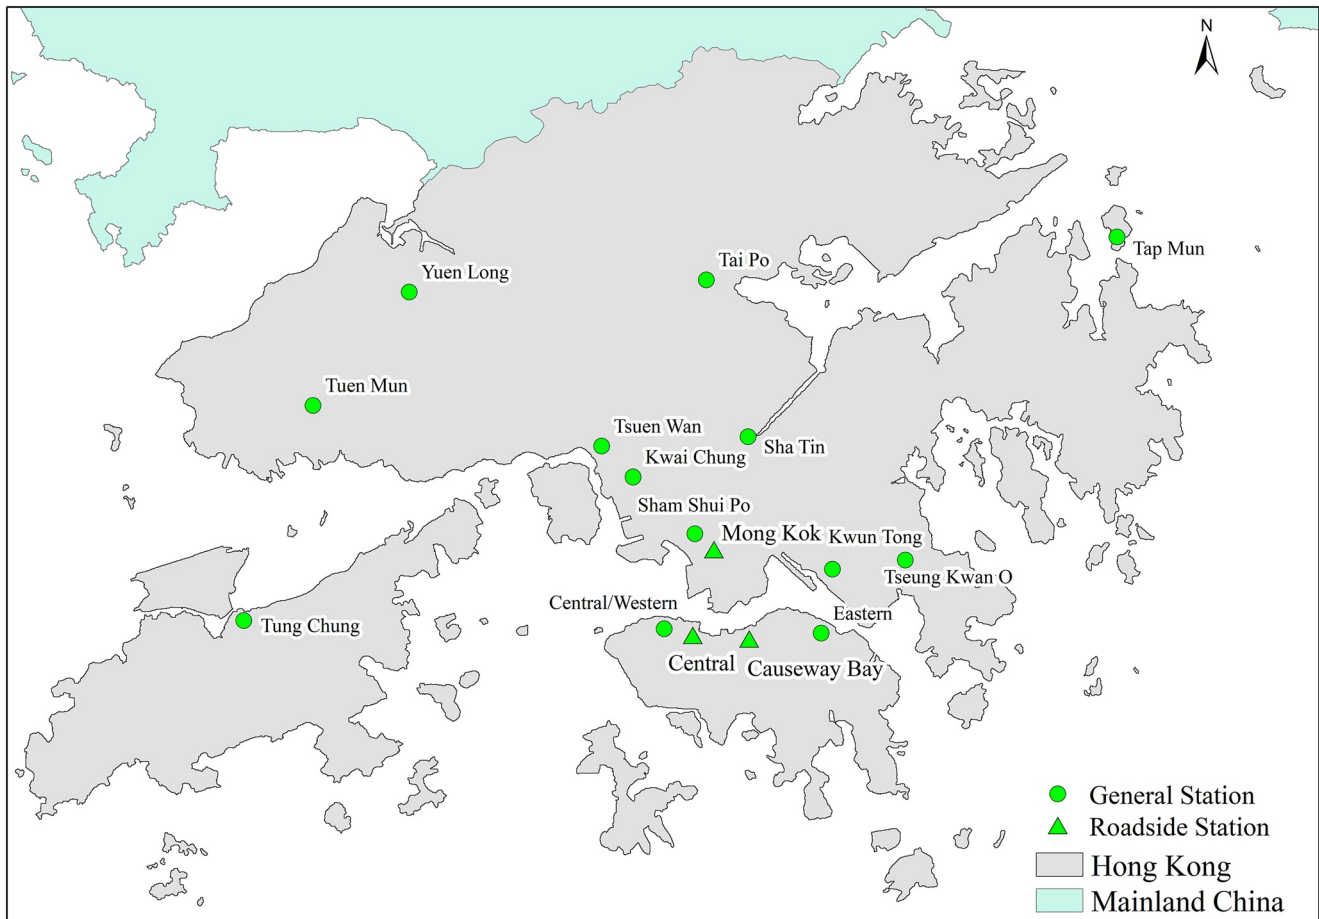 N
Tap Mun
Tai Po
Yuen Long
Tuen Mun
Tsuen Wan
Sha Tin
Kwai Chung
Sham Shui Po
Mong Kok
Kwun Tong
Tseung Kwan O
Central/Western
Eastern
Tung Chung
Central
Causeway Bay
General Station
Roadside Station
Hong Kong
Mainland China